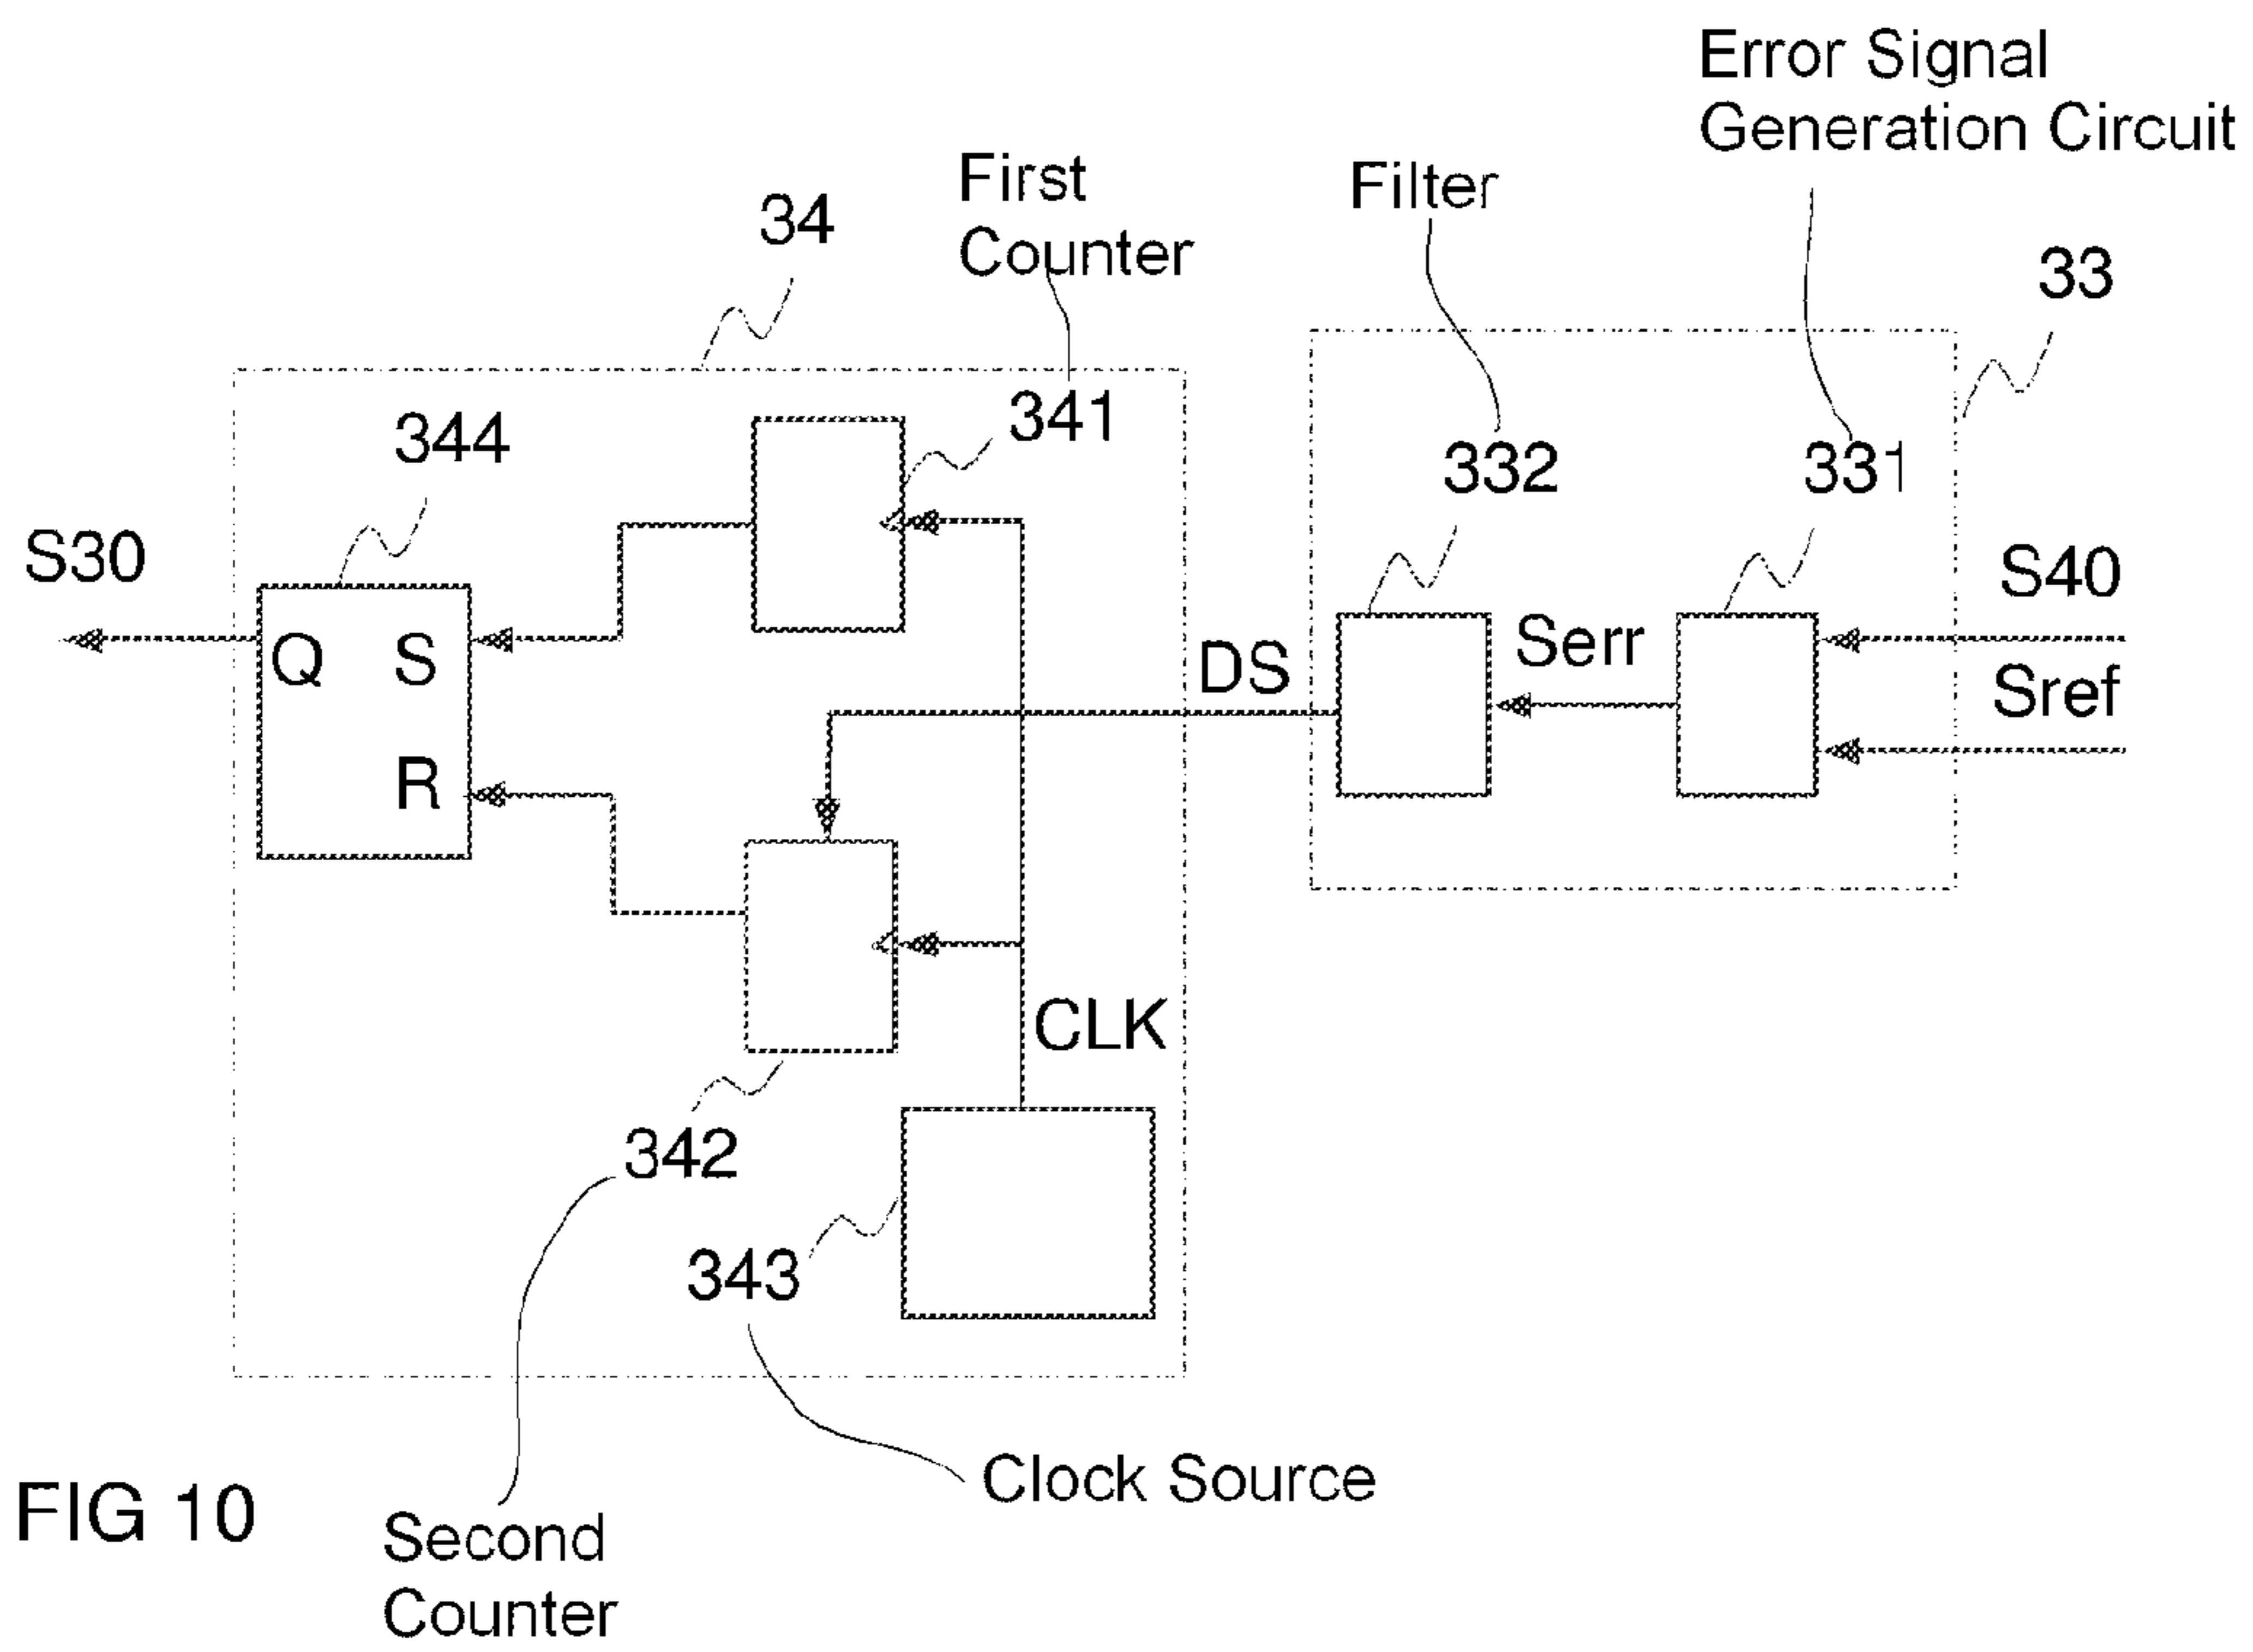 Error Signal
Generation Circuit
First
Counter
Filter
34
33
341
344
332
331
S30
S40
Q
S
DS
Serr
Sref
R
CLK
342
343
Clock Source
FIG 10
Second
Counter